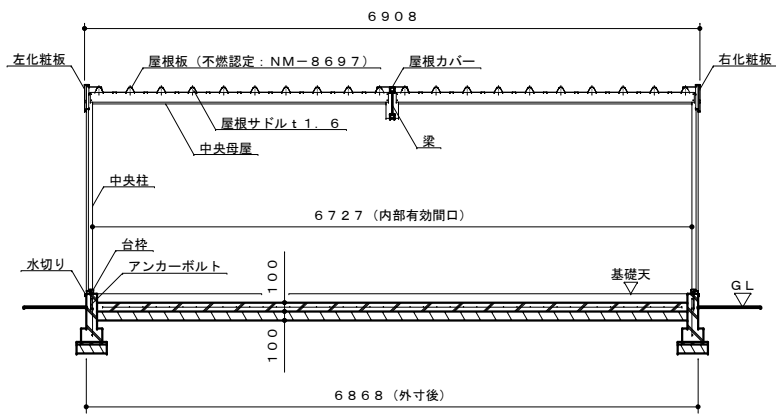 ６９０８
左化粧板
屋根板（不燃認定：ＮＭ－８６９７）
屋根カバー
右化粧板
屋根サドルｔ１．６
梁
中央母屋
中央柱
６７２７（内部有効間口）
台枠
水切り
アンカーボルト
１００
基礎天
ＧＬ
１００
６８６８（外寸後）